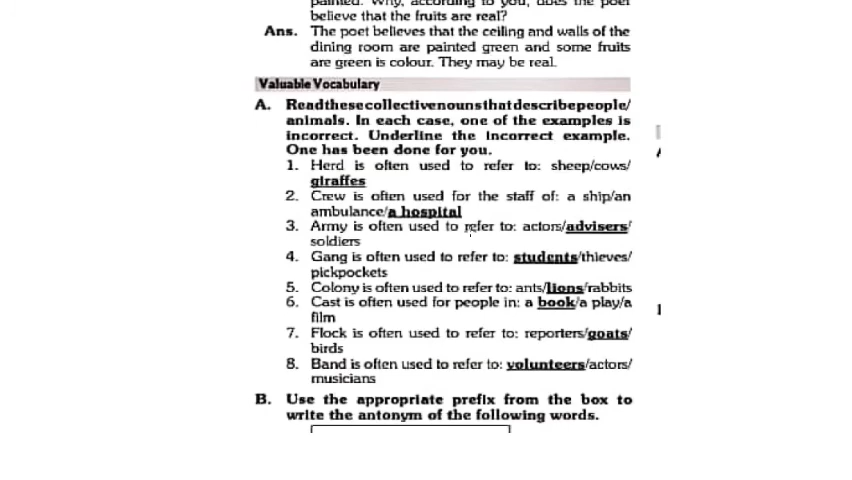 painted. Why, according to you, does the poet
believe that the fruits are real?
Ans. The poet believes that the ceiling and walls of the
dining room are painted green and some fruits
are green is colour. They may be real.
Valuable Vocabulary
A. Read these collective nouns that describe people/
animals. In each case, one of the examples is
incorrect. Underline the incorrect example.
One has been done for you.
1. Herd is often used to refer to: sheep/cows/
giraffes
2. Crew is often used for the staff of: a ship/an
ambulance/a hospital
3. Army is often used to refer to: actors/advisers/
soldiers
4. Gang is often used to refer to: students/thieves/
pickpockets
5. Colony is often used to refer to: ants/lions/rabbits
6. Cast is often used for people in: a book/a play/a
film
7. Flock is often used to refer to: reporters/goats/
birds
8. Band is often used to refer to: volunteers/actors/
musicians
B. Use the appropriate prefix from the box to
write the antonym of the following words.